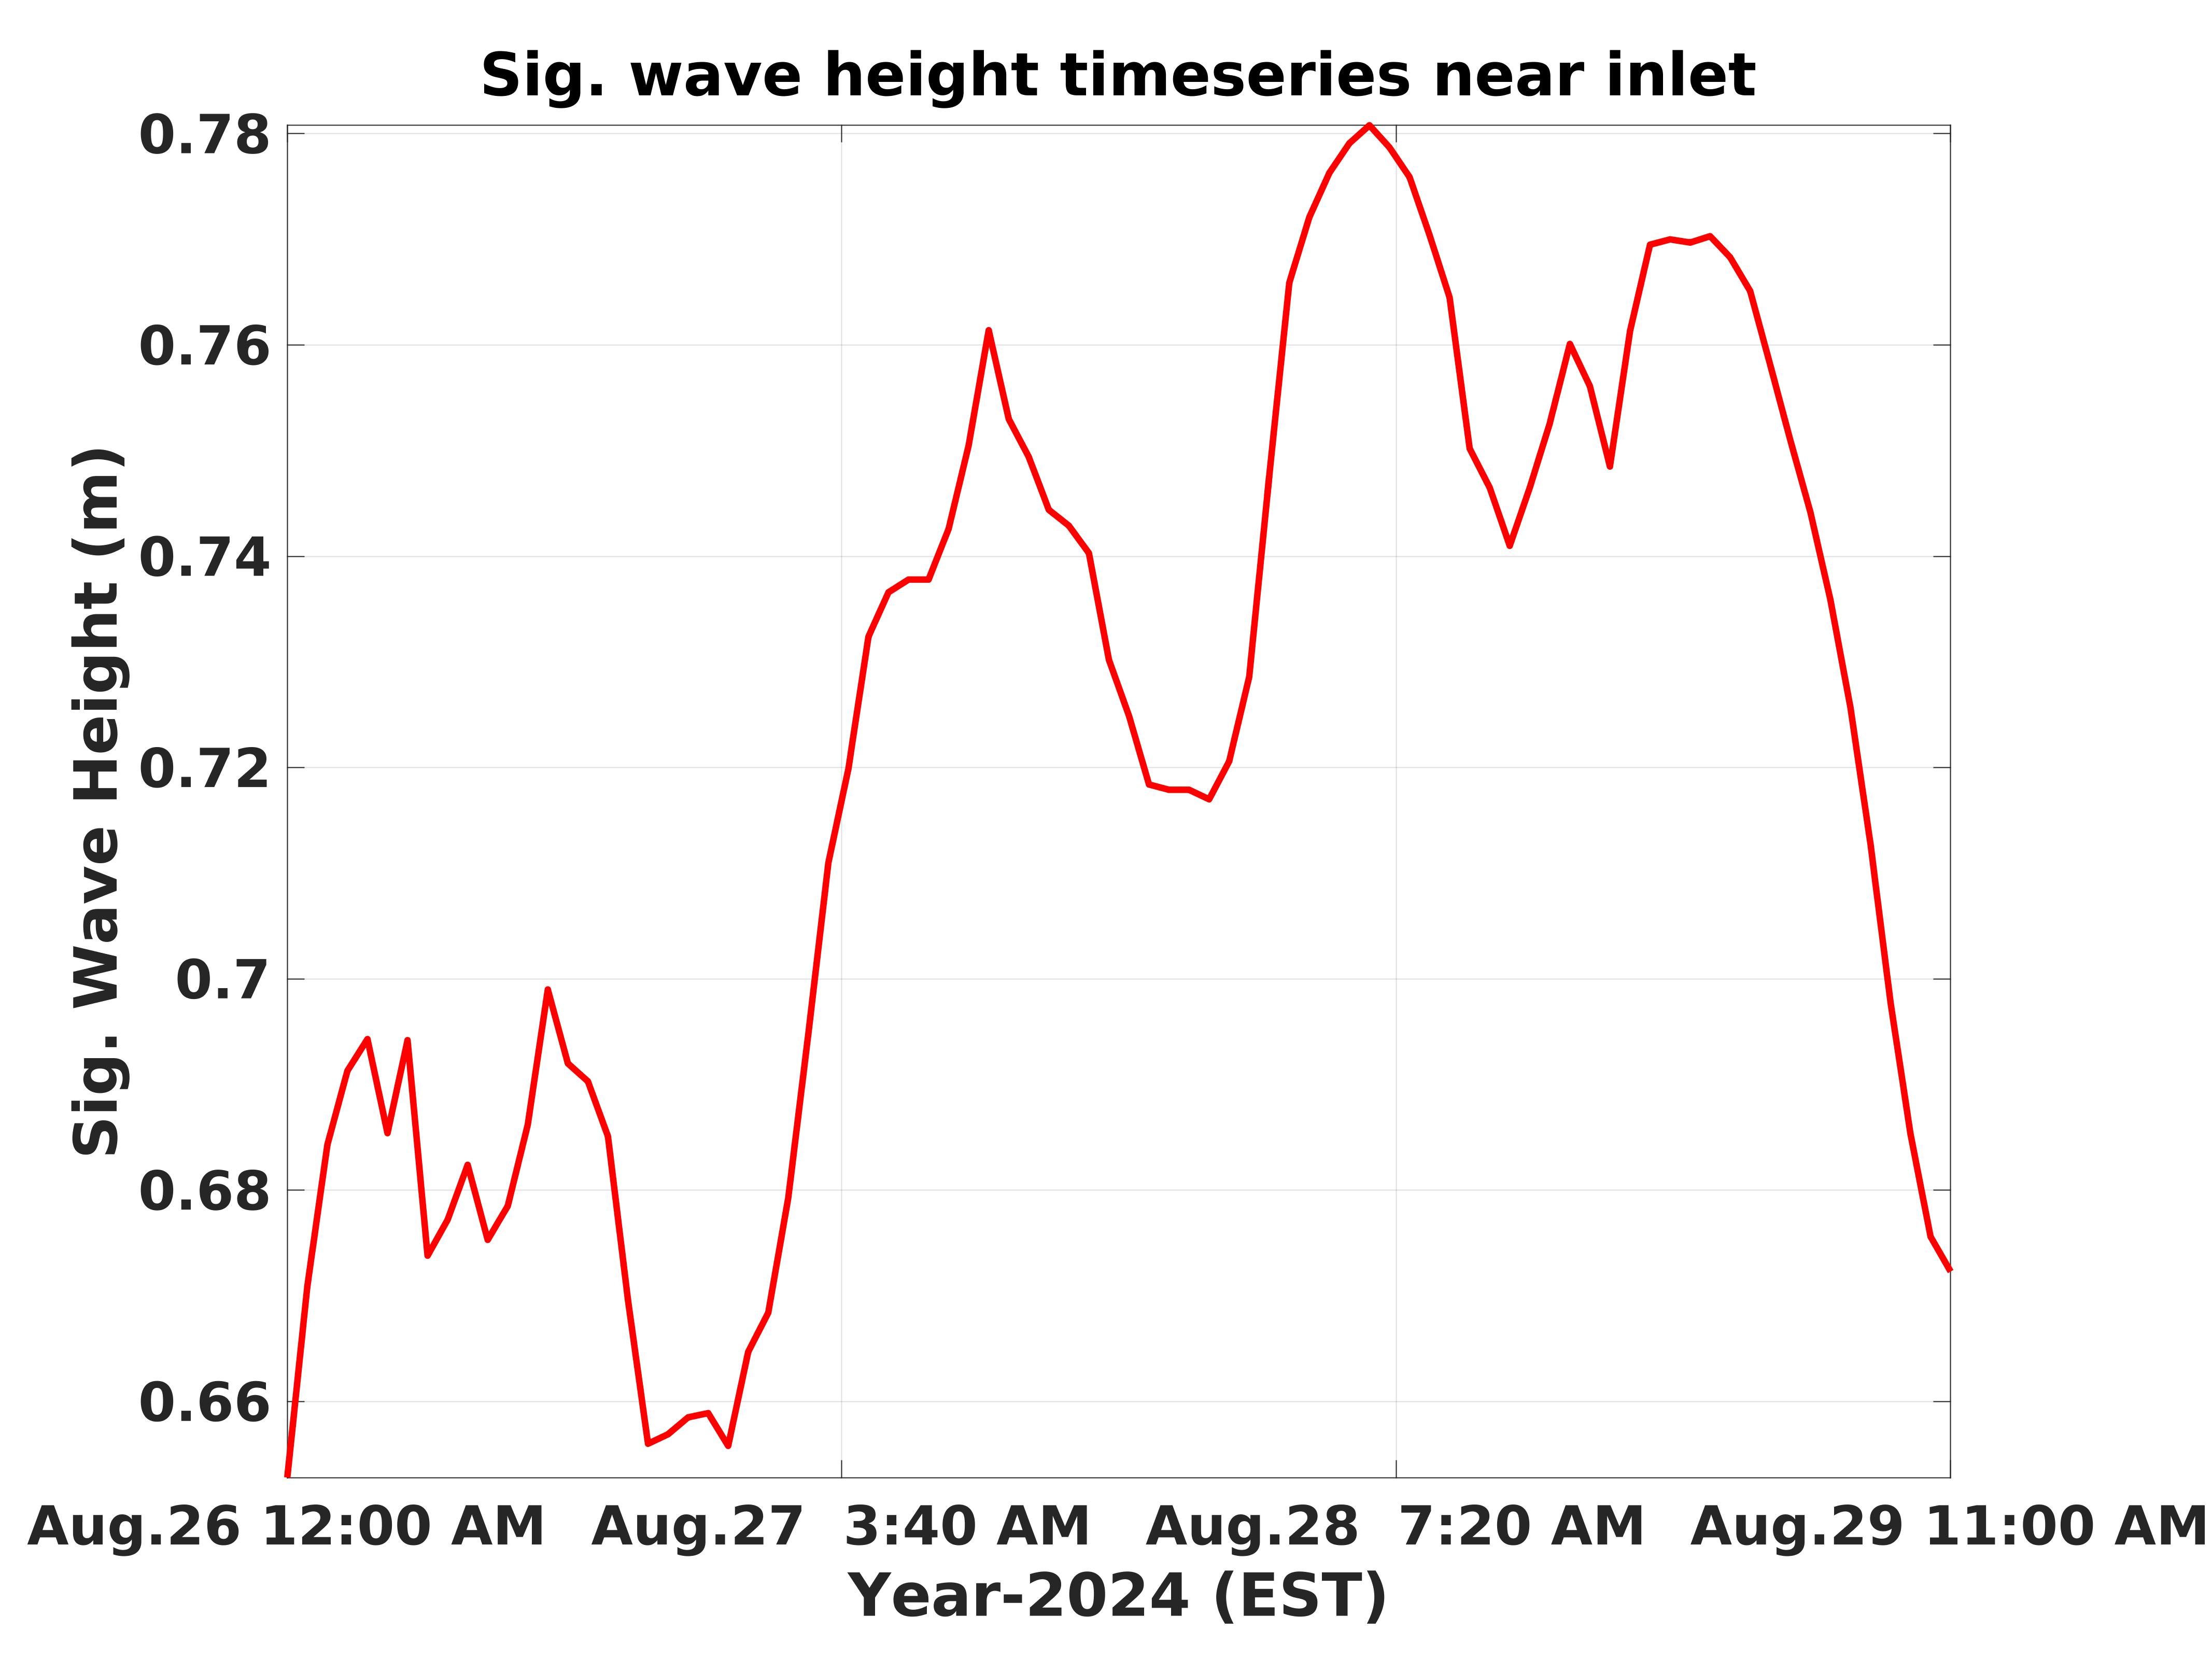 Sig. wave height timeseries near inlet
Sig. Wave Height (m)
0.78
0.76
0.74
0.72
0.7
0.68
0.66
Aug.26 12:00 AM Aug.27 3:40 AM Aug.28 7:20 AM Aug.29 11:00 AM
Year-2024 (EST)